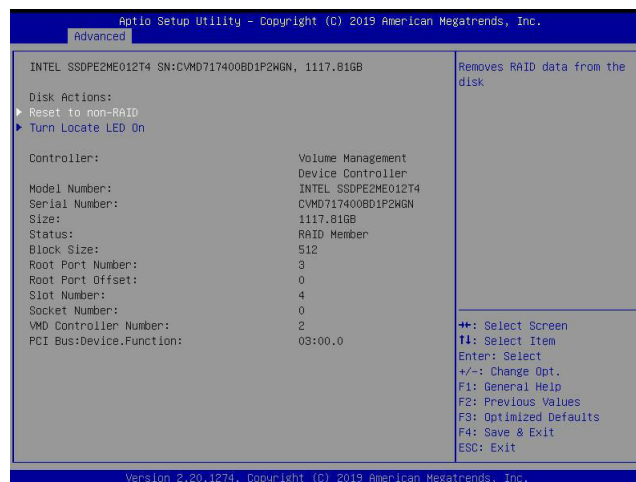 Aptio Setup Utility – Copyright (C) 2019 American Megatrends, Inc.
Advanced
INTEL SSDPE2ME012T4 SN:CVMD717400BD1P2WGN, 1117.81GB
Disk Actions:
Reset to non-RAID
Turn Locate LED On
Controller: Volume Management
Device Controller
Model Number: INTEL SSDPE2ME012T4
Serial Number: CVMD717400BD1P2WGN
Size: 1117.81GB
Status: RAID Member
Block Size: 512
Root Port Number: 3
Root Port Offset: 0
Slot Number: 4
Socket Number: 0
VMD Controller Number: 2
PCI Bus:Device.Function: 03:00.0
Removes RAID data from the
disk
→←: Select Screen
↑↓: Select Item
Enter: Select
+/-: Change Opt.
F1: General Help
F2: Previous Values
F3: Optimized Defaults
F4: Save & Exit
ESC: Exit
Version 2.20.1274. Copyright (C) 2019 American Megatrends, Inc.